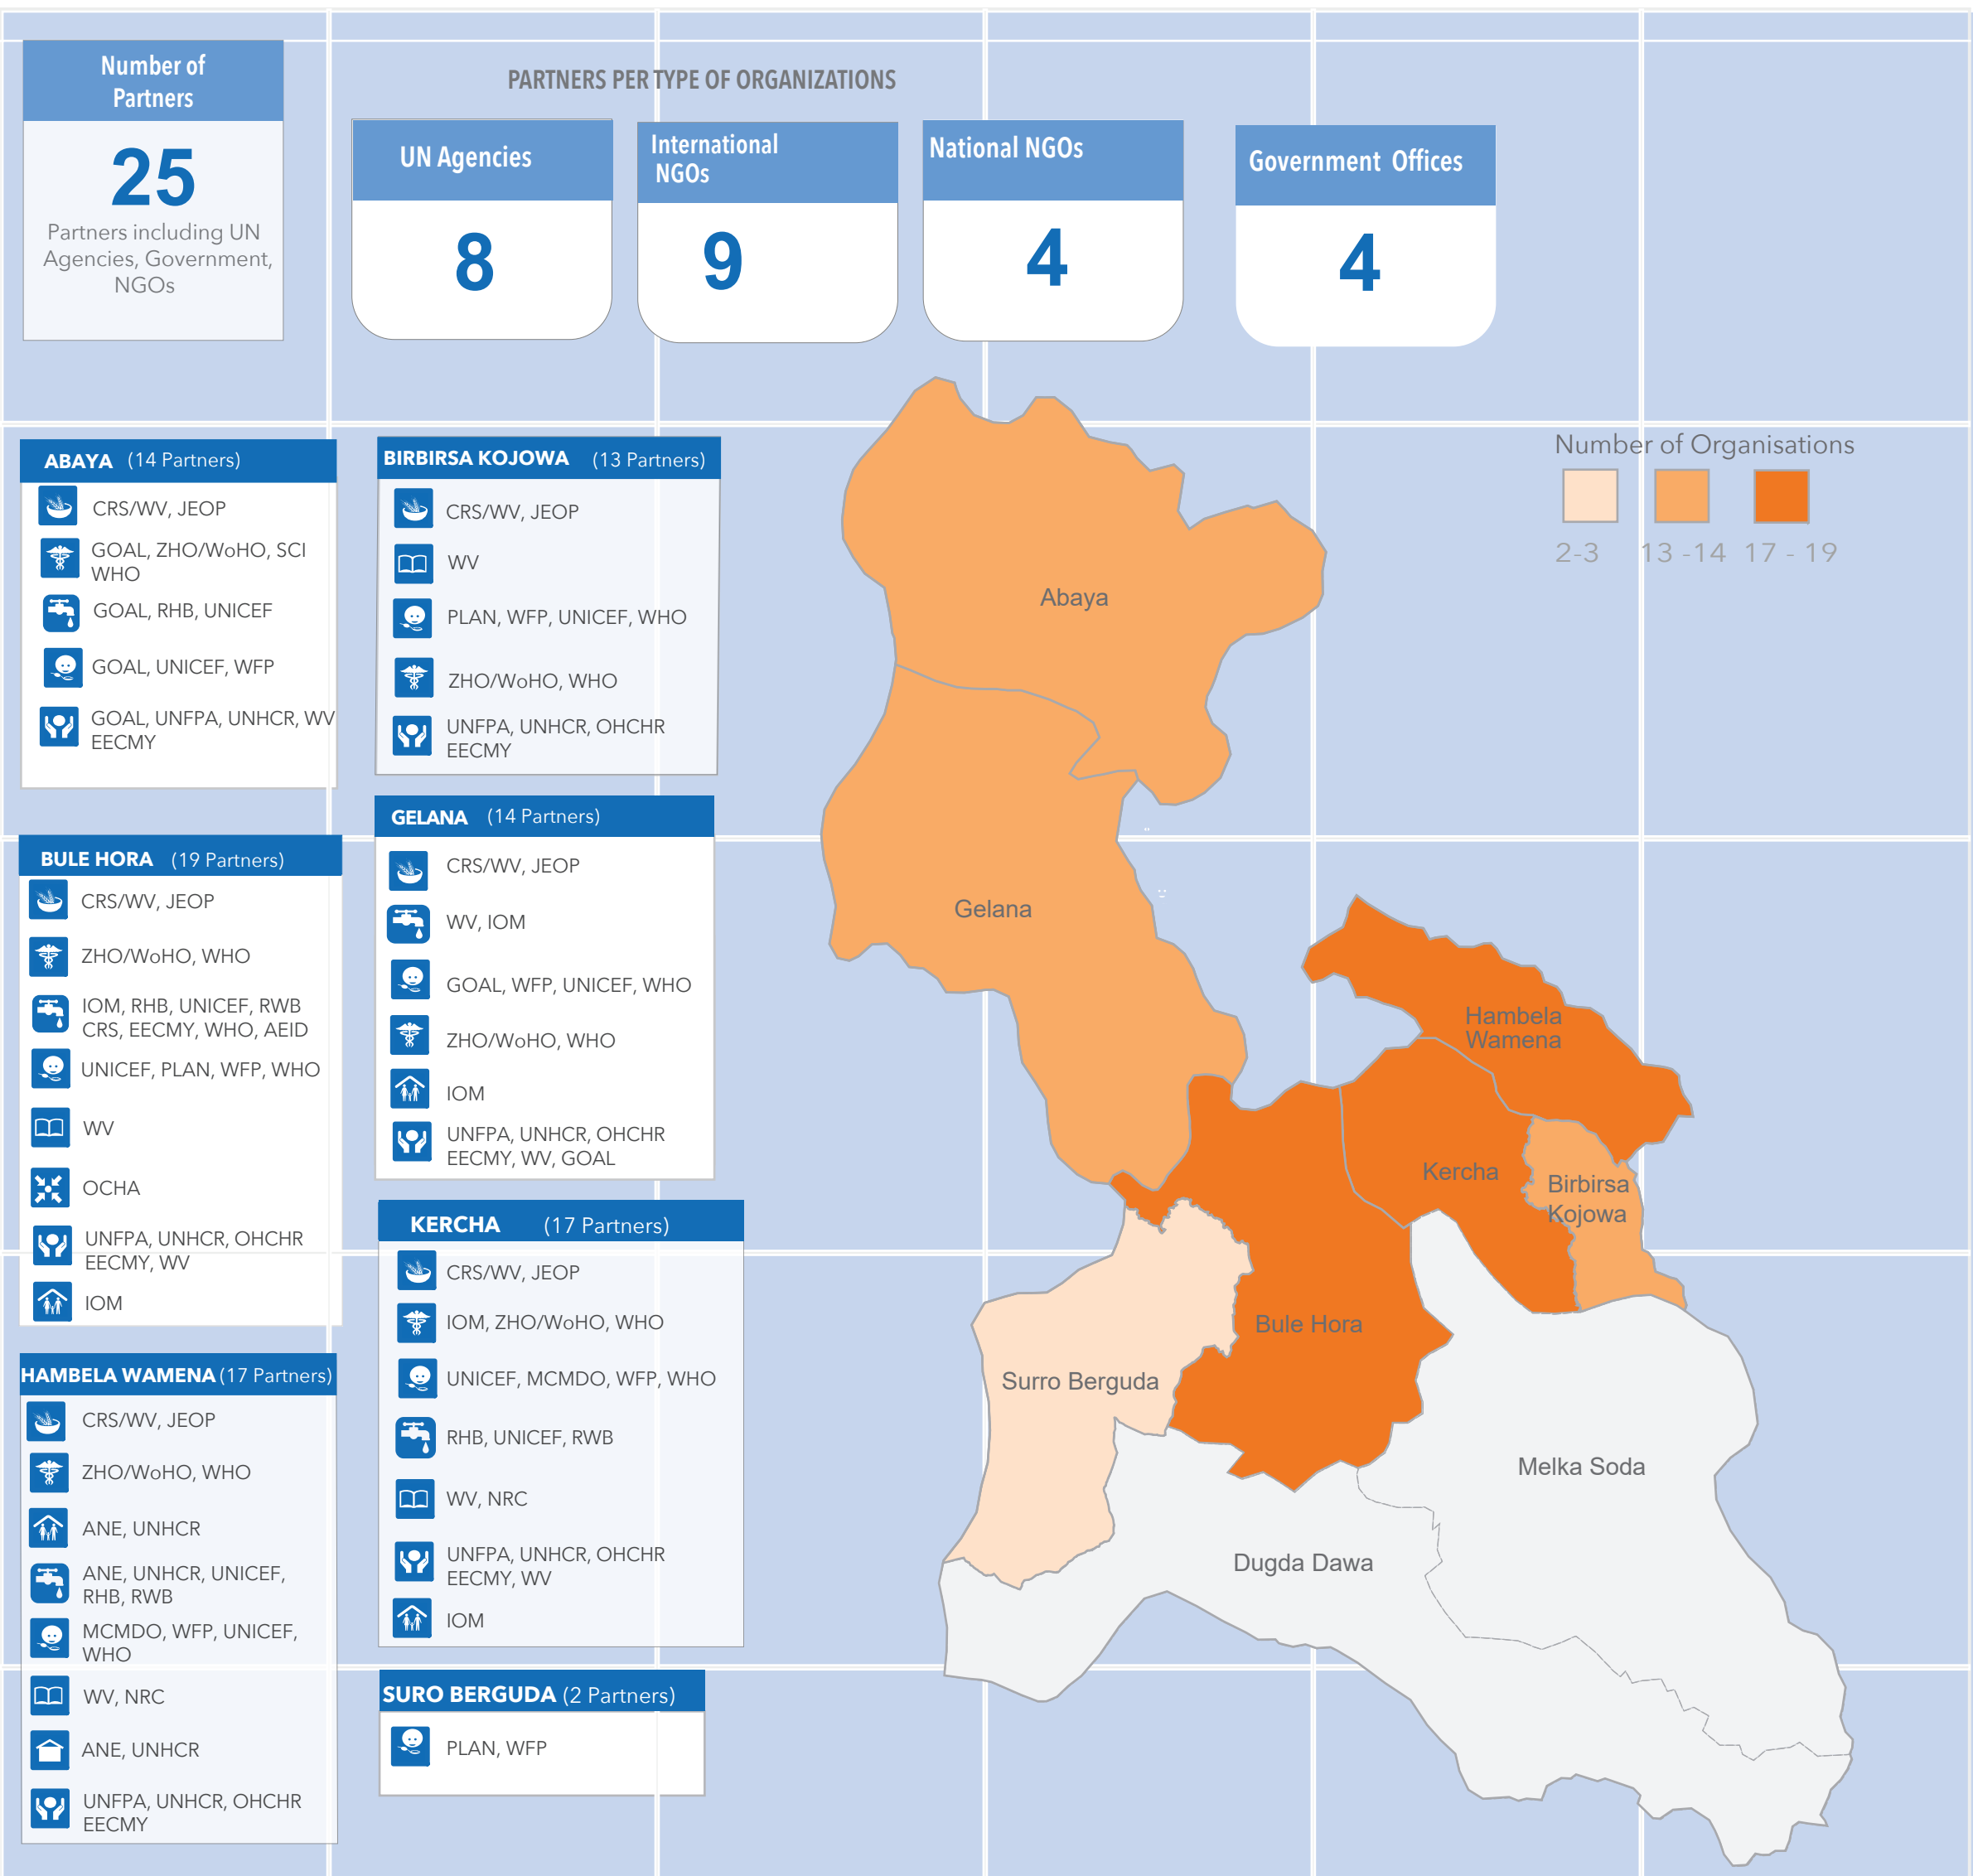 Number of
Partners
25
Partners including UN
Agencies, Government,
NGOs
PARTNERS PER TYPE OF ORGANIZATIONS
UN Agencies
8
International
NGOs
9
National NGOs
4
Government Offices
4
ABAYA (14 Partners)
CRS/WV, JEOP
GOAL, ZHO/WoHO, SCI
WHO
GOAL, RHB, UNICEF
GOAL, UNICEF, WFP
GOAL, UNFPA, UNHCR, WV
EECMY
BIRBIRSA KOJOWA (13 Partners)
CRS/WV, JEOP
WV
PLAN, WFP, UNICEF, WHO
ZHO/WoHO, WHO
UNFPA, UNHCR, OHCHR
EECMY
BULE HORA (19 Partners)
CRS/WV, JEOP
ZHO/WoHO, WHO
IOM, RHB, UNICEF, RWB
CRS, EECMY, WHO, AEID
UNICEF, PLAN, WFP, WHO
WV
OCHA
UNFPA, UNHCR, OHCHR
EECMY, WV
IOM
GELANA (14 Partners)
CRS/WV, JEOP
WV, IOM
GOAL, WFP, UNICEF, WHO
ZHO/WoHO, WHO
IOM
UNFPA, UNHCR, OHCHR
EECMY, WV, GOAL
KERCHA (17 Partners)
CRS/WV, JEOP
IOM, ZHO/WoHO, WHO
UNICEF, MCMDO, WFP, WHO
RHB, UNICEF, RWB
WV, NRC
UNFPA, UNHCR, OHCHR
EECMY, WV
IOM
HAMBELA WAMENA (17 Partners)
CRS/WV, JEOP
ZHO/WoHO, WHO
ANE, UNHCR
ANE, UNHCR, UNICEF,
RHB, RWB
MCMDO, WFP, UNICEF,
WHO
WV, NRC
ANE, UNHCR
UNFPA, UNHCR, OHCHR
EECMY
SURO BERGUDA (2 Partners)
PLAN, WFP
Number of Organisations
2-3 13 -14 17 - 19
Abaya
Gelana
Hambela
Wamena
Kercha
Birbirsa
Kojowa
Bule Hora
Surro Berguda
Melka Soda
Dugda Dawa